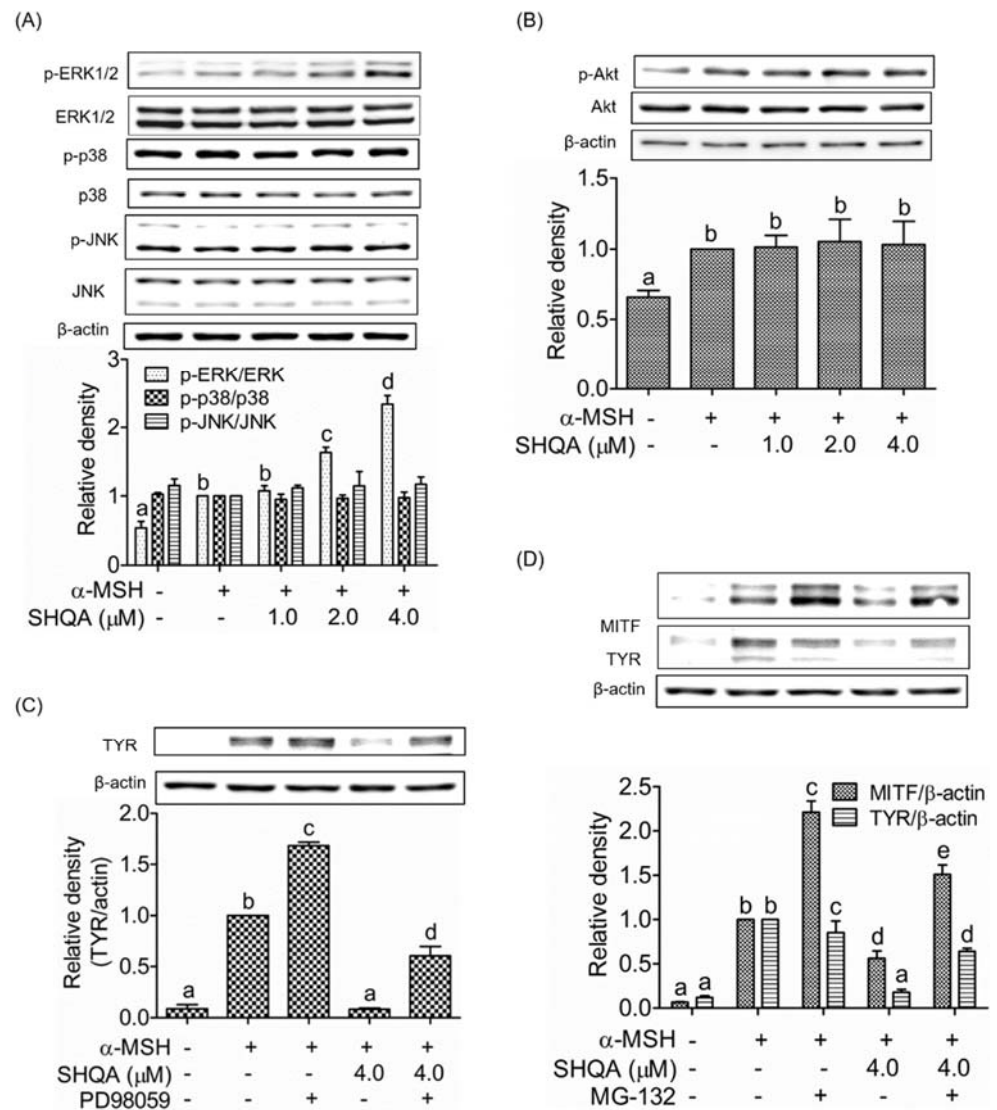 (A)
p-ERK1/2
ERK1/2
p-p38
p38
p-JNK
JNK
β-actin
3
2
1
0
Relative density
p-ERK/ERK
p-p38/p38
p-JNK/JNK
a
b
b
c
d
α-MSH - + + + +
SHQA (μM) - - 1.0 2.0 4.0
(B)
p-Akt
Akt
β-actin
1.5
1.0
0.5
0.0
Relative density
a
b
b
b
b
α-MSH - + + + +
SHQA (μM) - - 1.0 2.0 4.0
(C)
TYR
β-actin
2.0
1.5
1.0
0.5
0.0
Relative density
(TYR/actin)
a
b
c
a
d
α-MSH - + + + +
SHQA (μM) - - - 4.0 4.0
PD98059 - - + - +
(D)
MITF
TYR
β-actin
2.5
2.0
1.5
1.0
0.5
0.0
Relative density
MITF/β-actin
TYR/β-actin
a a
b b
c c
d a
e d
α-MSH - + + + +
SHQA (μM) - - - 4.0 4.0
MG-132 - - + - +